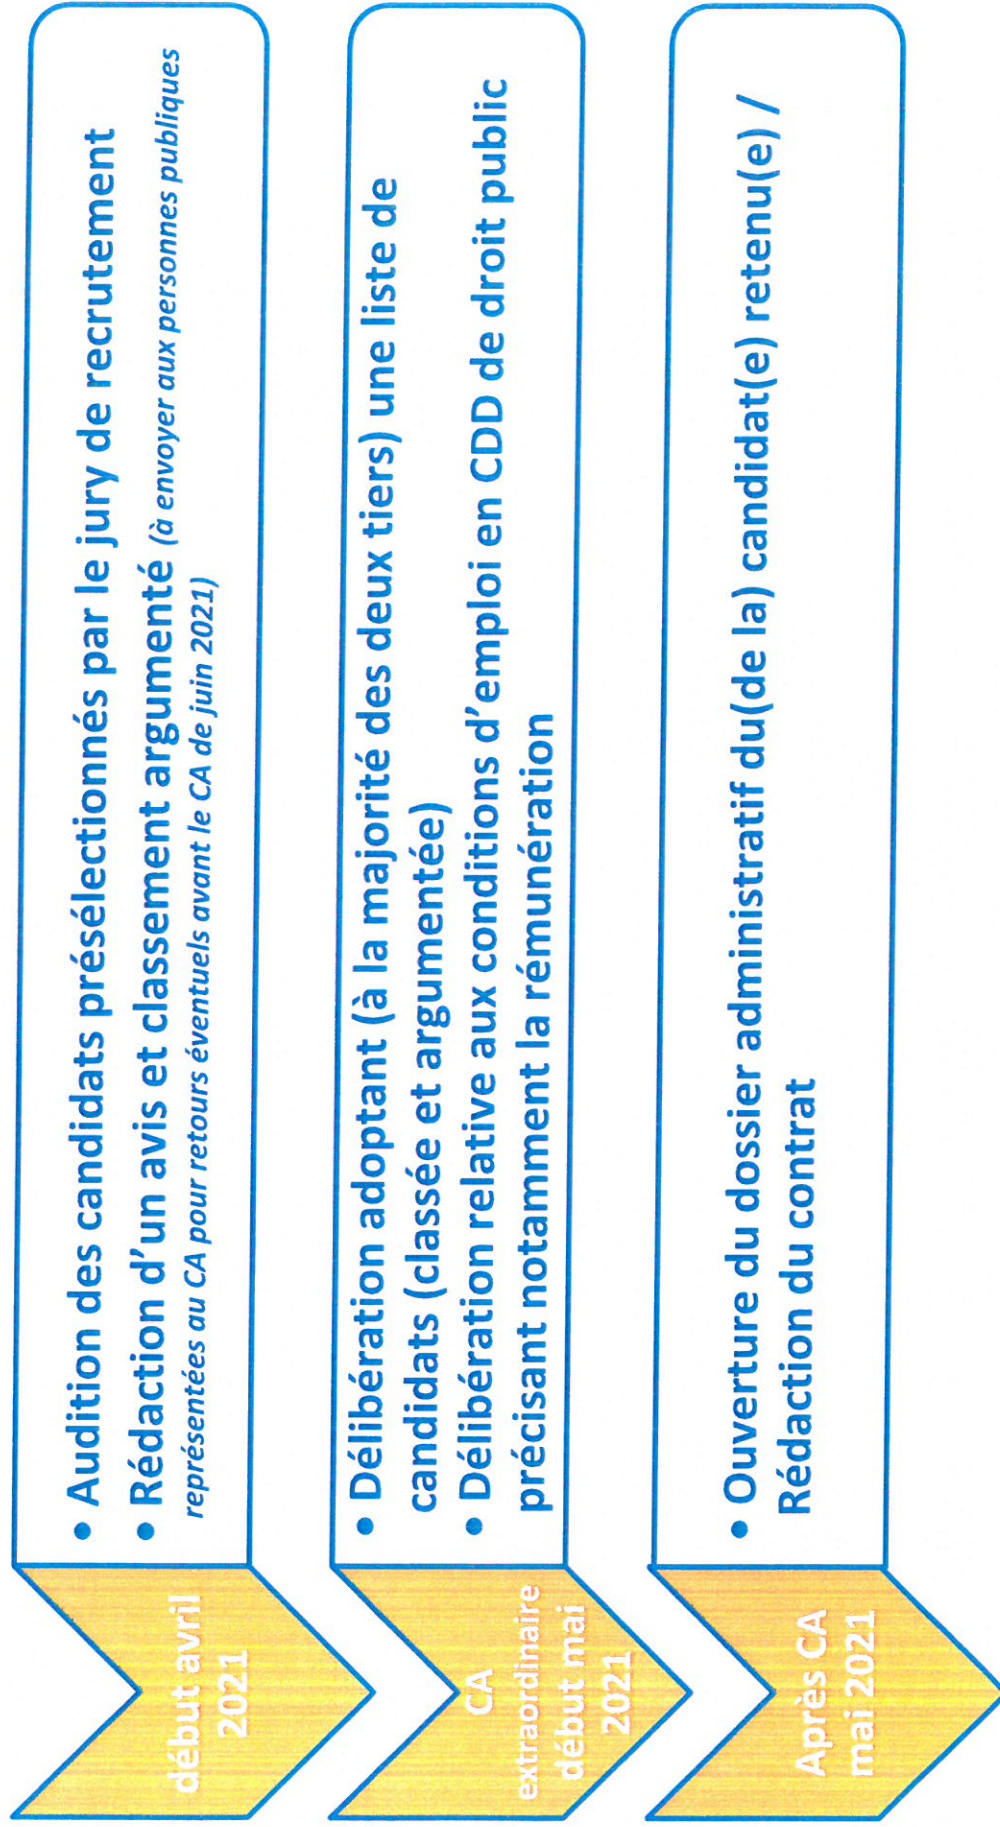 début avril
2021
• Audition des candidats présélectionnés par le jury de recrutement
• Rédaction d'un avis et classement argumenté (à envoyer aux personnes publiques
représentées au CA pour retours éventuels avant le CA de juin 2021)
CA
extraordinaire
début mai
2021
• Délibération adoptant (à la majorité des deux tiers) une liste de
candidats (classée et argumentée)
• Délibération relative aux conditions d'emploi en CDD de droit public
précisant notamment la rémunération
Après CA
mai 2021
• Ouverture du dossier administratif du(de la) candidat(e) retenu(e) /
Rédaction du contrat